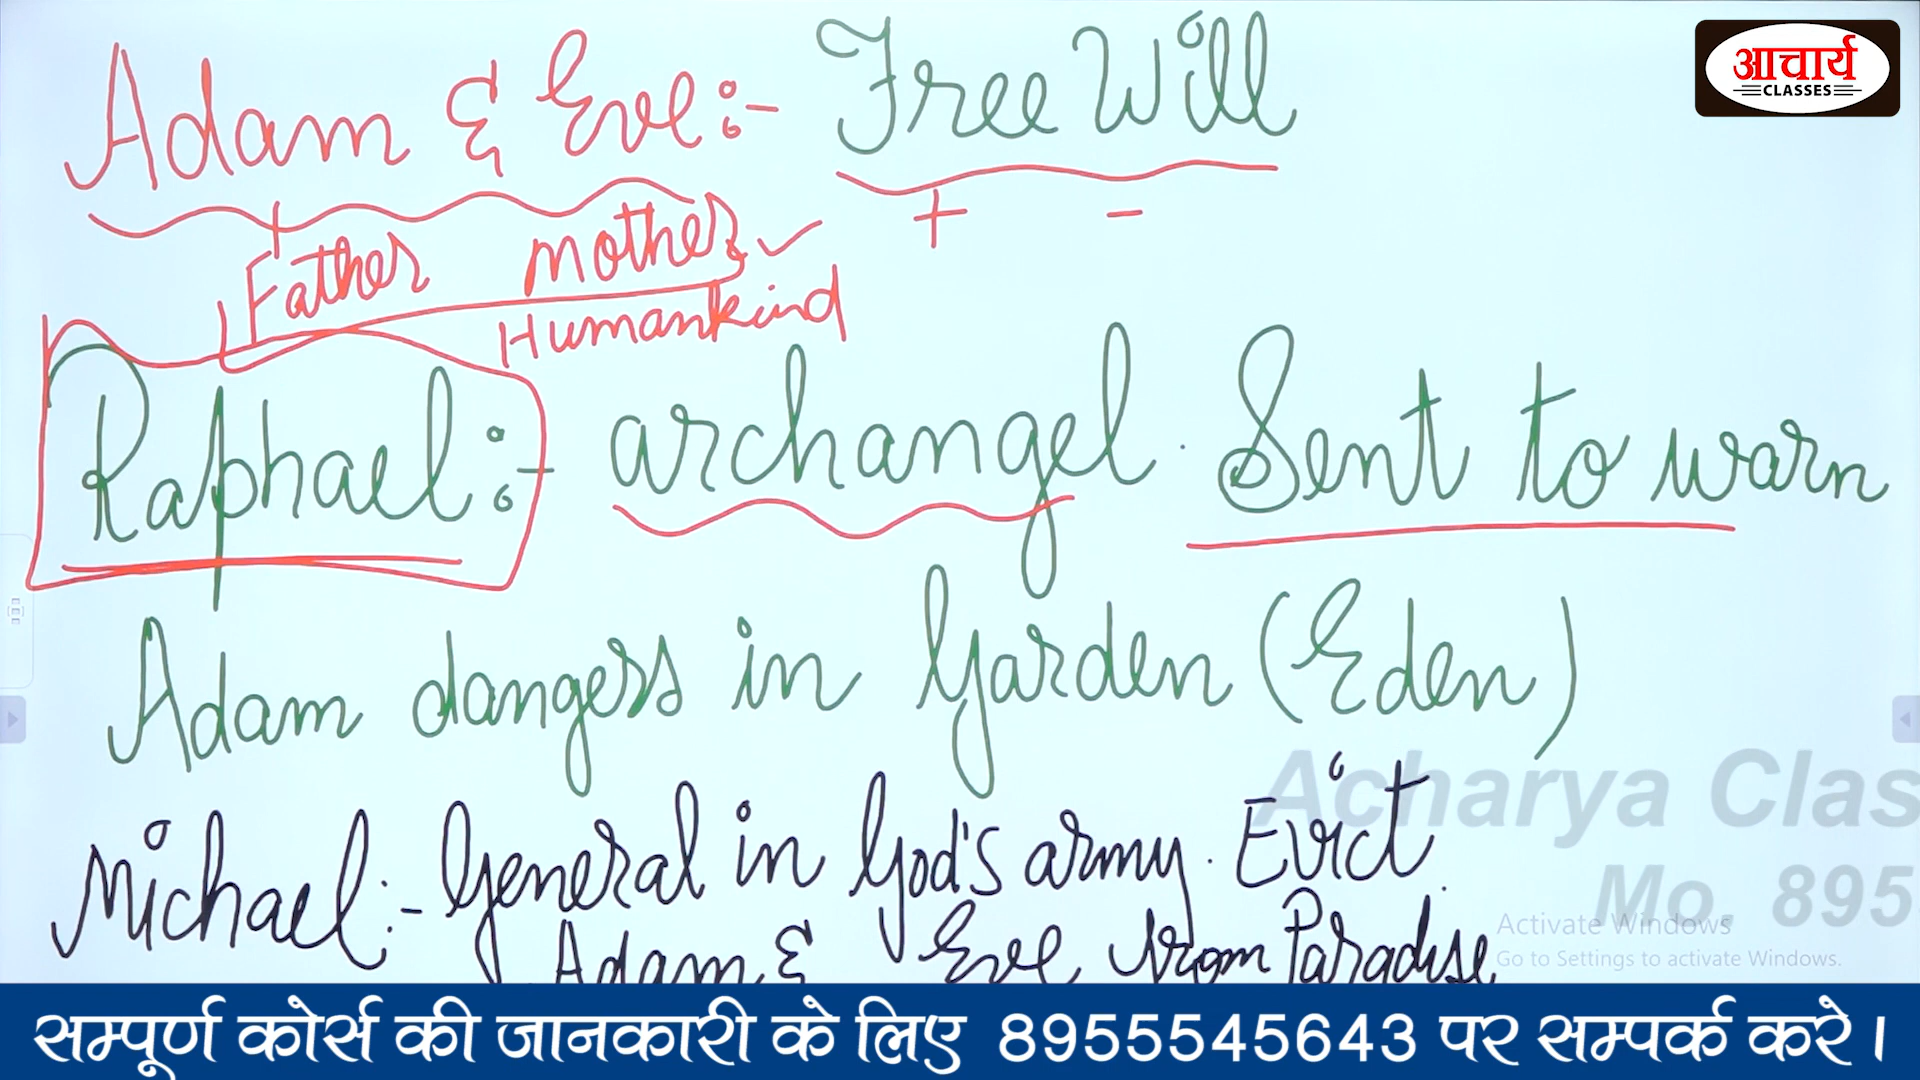 आचार्य
CLASSES
Adam & Eve:- Free Will
+ -
Father mother ✓
Humankind
Raphael:- archangel. Sent to warn
Adam dangers in Garden (Eden)
Acharya Clas
Michael:- General in God's army. Evict
Mo. 895
Adam & Eve from Paradise
Activate Windows
Go to Settings to activate Windows.
सम्पूर्ण कोर्स की जानकारी के लिए 8955545643 पर सम्पर्क करे।